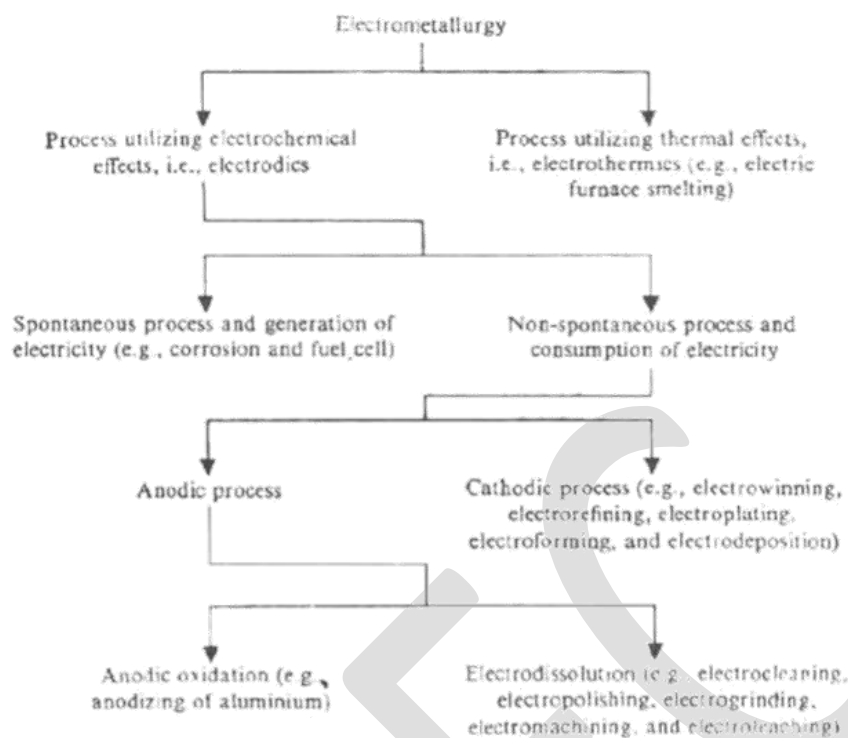 Electrometallurgy
Process utilizing electrochemical
effects, i.e., electrodics
Process utilizing thermal effects,
i.e., electrothermics (e.g., electric
furnace smelting)
Spontaneous process and generation of
electricity (e.g., corrosion and fuel cell)
Non-spontaneous process and
consumption of electricity
Anodic process
Cathodic process (e.g., electrowinning,
electrorefining, electroplating,
electroforming, and electrodeposition)
Anodic oxidation (e.g.,
anodizing of aluminium)
Electrodissolution (e.g., electrocleaning,
electropolishing, electrogrinding,
electromachining, and electroleaching)